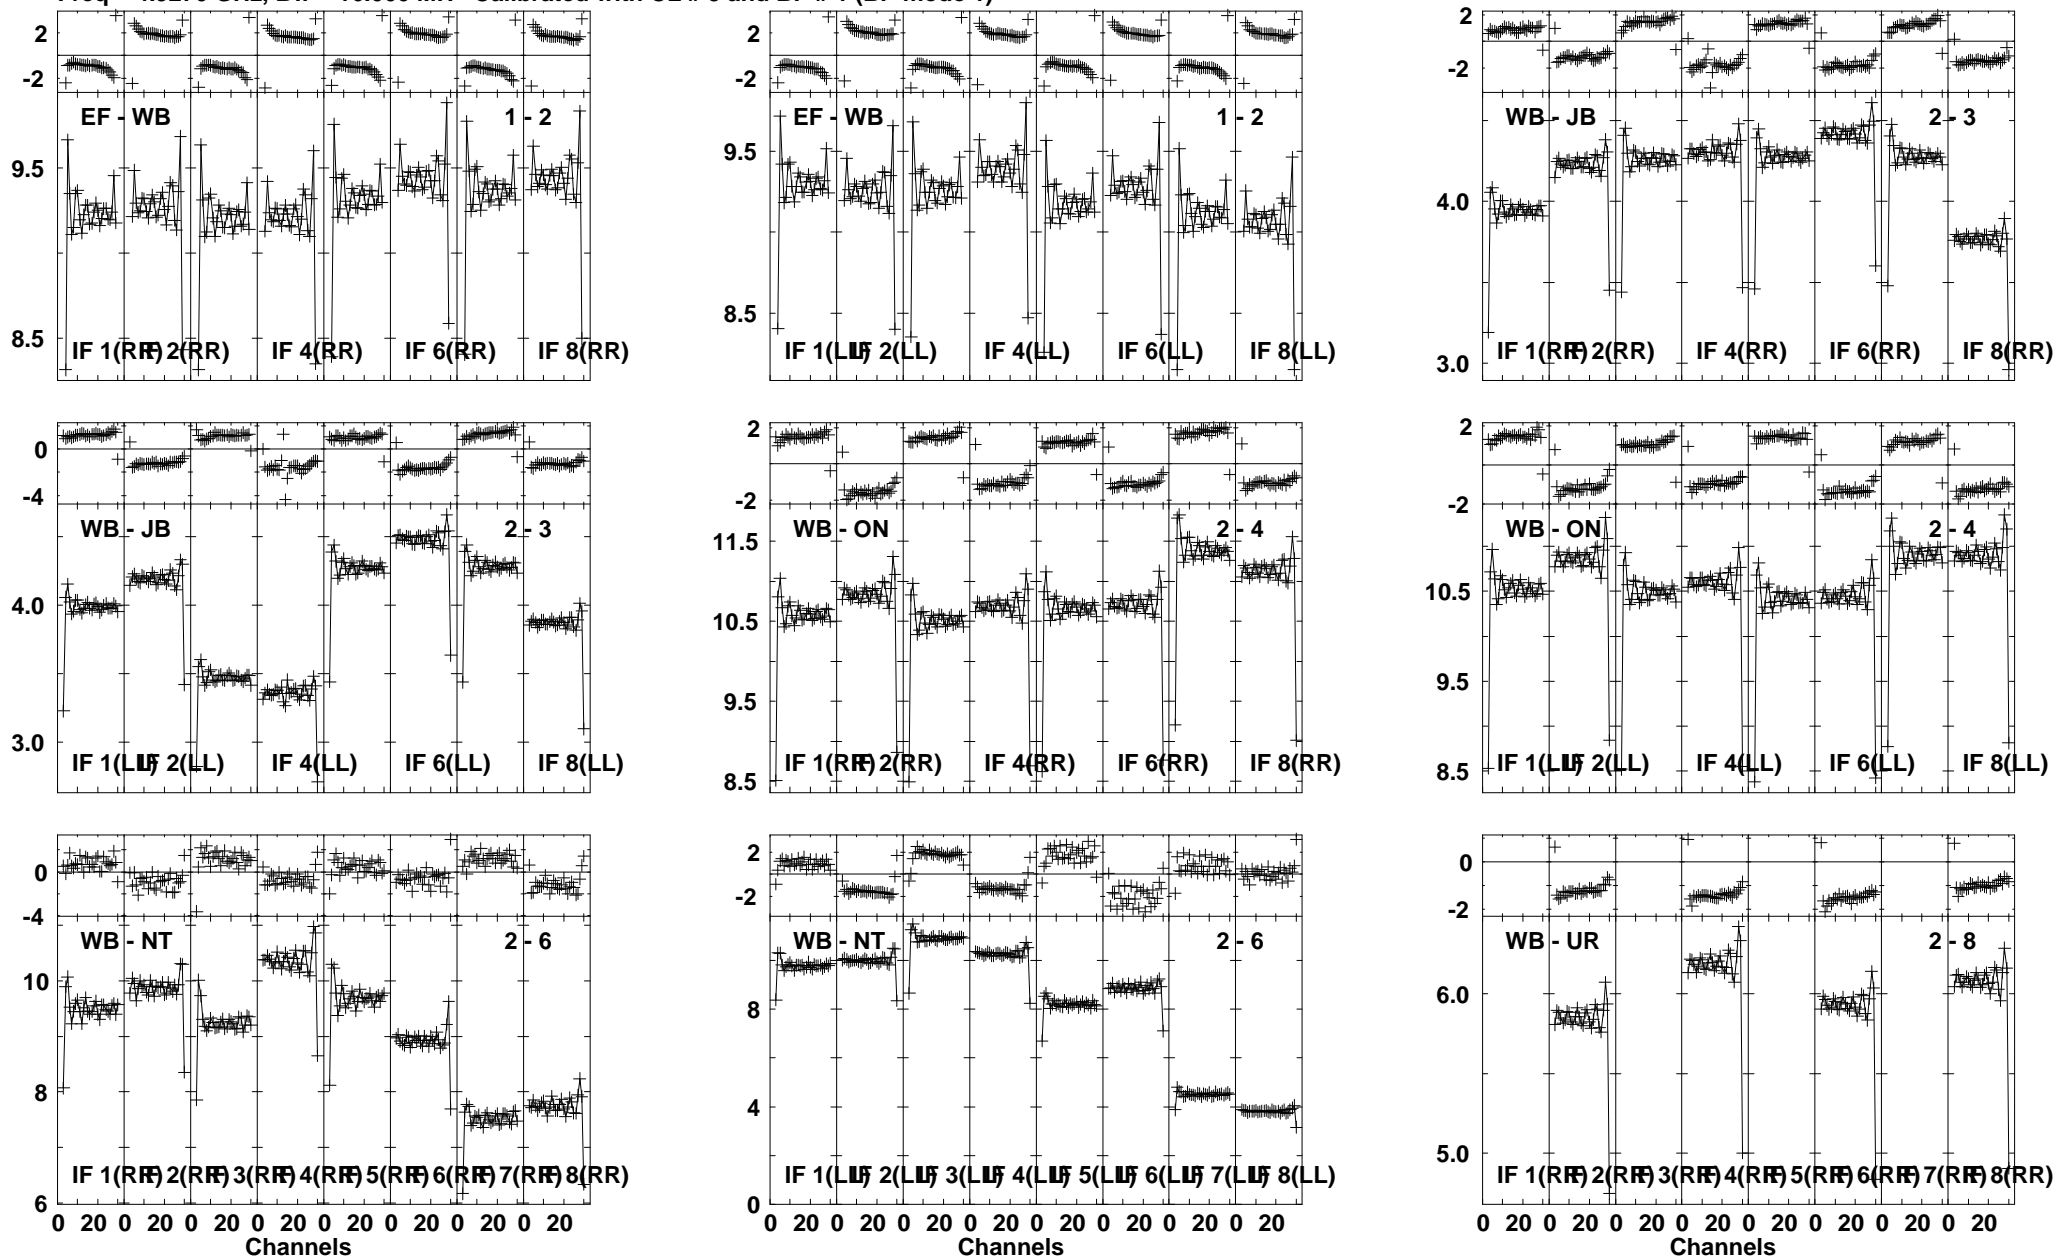 2
-2
EF - WB
1 - 2
9.5
8.5
IF 1(RR)
IF 2(RR)
IF 4(RR)
IF 6(RR)
IF 8(RR)
EF - WB
1 - 2
9.5
8.5
IF 1(LL)
IF 2(LL)
IF 4(LL)
IF 6(LL)
IF 8(LL)
2
-2
WB - JB
2 - 3
4.0
3.0
IF 1(RR)
IF 2(RR)
IF 4(RR)
IF 6(RR)
IF 8(RR)
0
-4
WB - JB
2 - 3
4.0
3.0
IF 1(LL)
IF 2(LL)
IF 4(LL)
IF 6(LL)
IF 8(LL)
2
-2
WB - ON
2 - 4
11.5
10.5
9.5
8.5
IF 1(RR)
IF 2(RR)
IF 4(RR)
IF 6(RR)
IF 8(RR)
2
-2
WB - ON
2 - 4
10.5
9.5
8.5
IF 1(LL)
IF 2(LL)
IF 4(LL)
IF 6(LL)
IF 8(LL)
0
-4
WB - NT
2 - 6
10
8
6
IF 1(RR)
IF 2(RR)
IF 3(RR)
IF 4(RR)
IF 5(RR)
IF 6(RR)
IF 7(RR)
IF 8(RR)
0 20 0 20 0 20 0 20 0 20 0 20 0 20 0 20
Channels
2
-2
WB - NT
2 - 6
8
4
0
IF 1(LL)
IF 2(LL)
IF 3(LL)
IF 4(LL)
IF 5(LL)
IF 6(LL)
IF 7(LL)
IF 8(LL)
0 20 0 20 0 20 0 20 0 20 0 20 0 20 0 20
Channels
0
-2
WB - UR
2 - 8
6.0
5.0
IF 1(RR)
IF 2(RR)
IF 3(RR)
IF 4(RR)
IF 5(RR)
IF 6(RR)
IF 7(RR)
IF 8(RR)
0 20 0 20 0 20 0 20 0 20 0 20 0 20 0 20
Channels